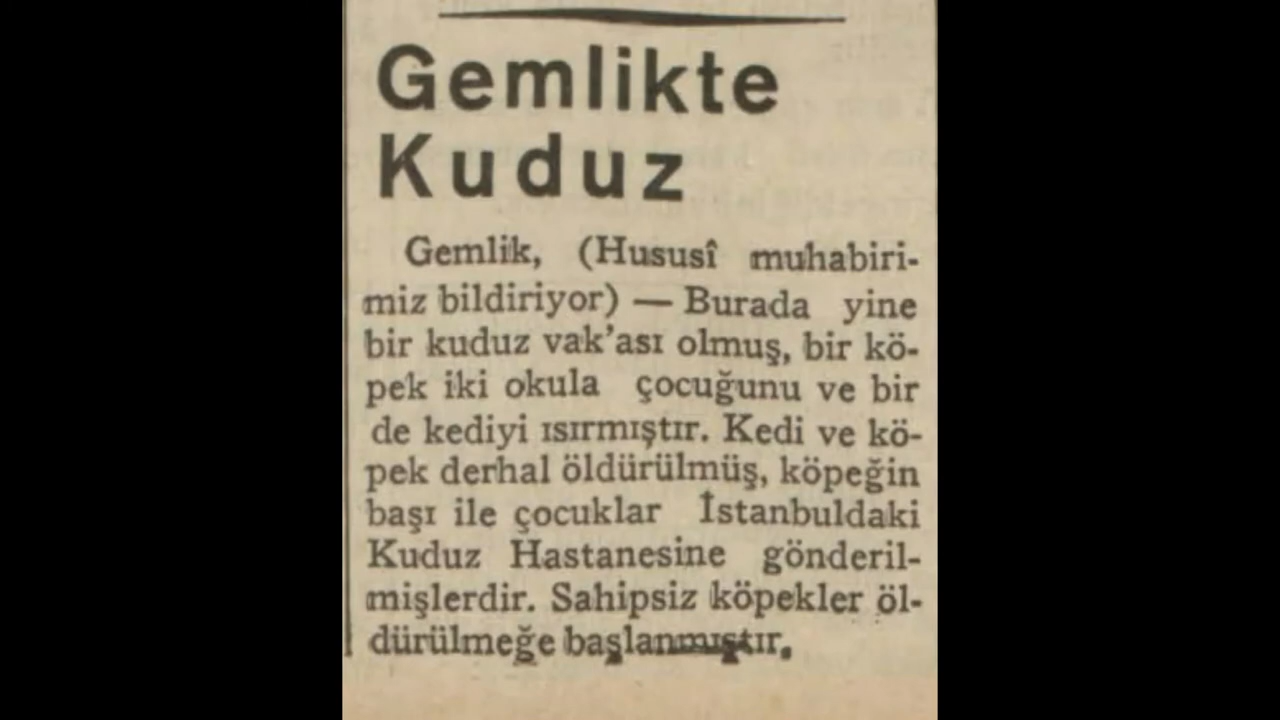 Gemlikte
Kuduz
Gemlik, (Hususî muhabiri-
miz bildiriyor) — Burada yine
bir kuduz vak'ası olmuş, bir kö-
pek iki okula çocuğunu ve bir
de kediyi ısırmıştır. Kedi ve kö-
pek derhal öldürülmüş, köpeğin
başı ile çocuklar İstanbuldaki
Kuduz Hastanesine gönderil-
mişlerdir. Sahipsiz köpekler öl-
dürülmeğe başlanmıştır.